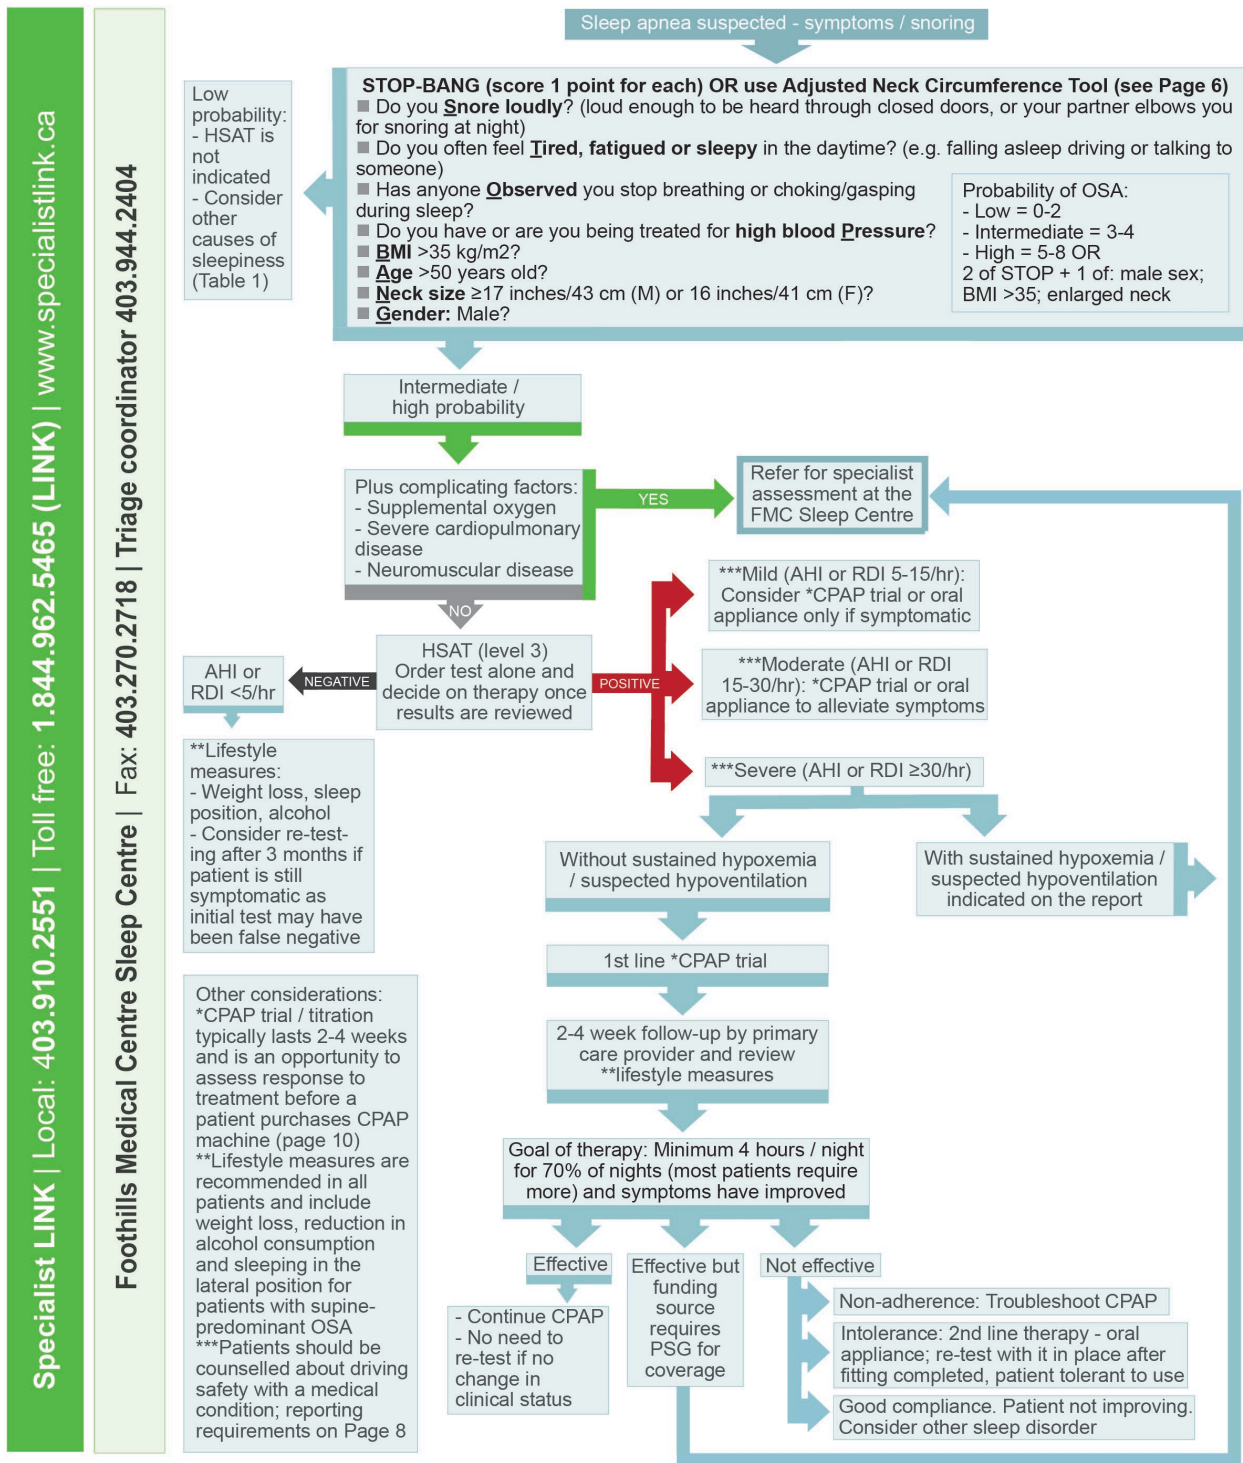 Specialist LINK | Local: 403.910.2551 | Toll free: 1.844.962.5465 (LINK) | www.specialistlink.ca
Foothills Medical Centre Sleep Centre | Fax: 403.270.2718 | Triage coordinator 403.944.2404
Sleep apnea suspected - symptoms / snoring
Low
probability:
- HSAT is
not
indicated
- Consider
other
causes of
sleepiness
(Table 1)
STOP-BANG (score 1 point for each) OR use Adjusted Neck Circumference Tool (see Page 6)
■ Do you Snore loudly? (loud enough to be heard through closed doors, or your partner elbows you
for snoring at night)
■ Do you often feel Tired, fatigued or sleepy in the daytime? (e.g. falling asleep driving or talking to
someone)
■ Has anyone Observed you stop breathing or choking/gasping
during sleep?
■ Do you have or are you being treated for high blood Pressure?
■ BMI >35 kg/m2?
■ Age >50 years old?
■ Neck size ≥17 inches/43 cm (M) or 16 inches/41 cm (F)?
■ Gender: Male?
Probability of OSA:
- Low = 0-2
- Intermediate = 3-4
- High = 5-8 OR
2 of STOP + 1 of: male sex;
BMI >35; enlarged neck
Intermediate /
high probability
Plus complicating factors:
- Supplemental oxygen
- Severe cardiopulmonary
disease
- Neuromuscular disease
YES
Refer for specialist
assessment at the
FMC Sleep Centre
NO
HSAT (level 3)
Order test alone and
decide on therapy once
results are reviewed
NEGATIVE
AHI or
RDI <5/hr
**Lifestyle
measures:
- Weight loss, sleep
position, alcohol
- Consider re-test-
ing after 3 months if
patient is still
symptomatic as
initial test may have
been false negative
POSITIVE
***Mild (AHI or RDI 5-15/hr):
Consider *CPAP trial or oral
appliance only if symptomatic
***Moderate (AHI or RDI
15-30/hr): *CPAP trial or oral
appliance to alleviate symptoms
***Severe (AHI or RDI ≥30/hr)
Without sustained hypoxemia
/ suspected hypoventilation
With sustained hypoxemia /
suspected hypoventilation
indicated on the report
1st line *CPAP trial
2-4 week follow-up by primary
care provider and review
**lifestyle measures
Goal of therapy: Minimum 4 hours / night
for 70% of nights (most patients require
more) and symptoms have improved
Effective
- Continue CPAP
- No need to
re-test if no
change in
clinical status
Effective but
funding
source
requires
PSG for
coverage
Not effective
Non-adherence: Troubleshoot CPAP
Intolerance: 2nd line therapy - oral
appliance; re-test with it in place after
fitting completed, patient tolerant to use
Good compliance. Patient not improving.
Consider other sleep disorder
Other considerations:
*CPAP trial / titration
typically lasts 2-4 weeks
and is an opportunity to
assess response to
treatment before a
patient purchases CPAP
machine (page 10)
**Lifestyle measures are
recommended in all
patients and include
weight loss, reduction in
alcohol consumption
and sleeping in the
lateral position for
patients with supine-
predominant OSA
***Patients should be
counselled about driving
safety with a medical
condition; reporting
requirements on Page 8